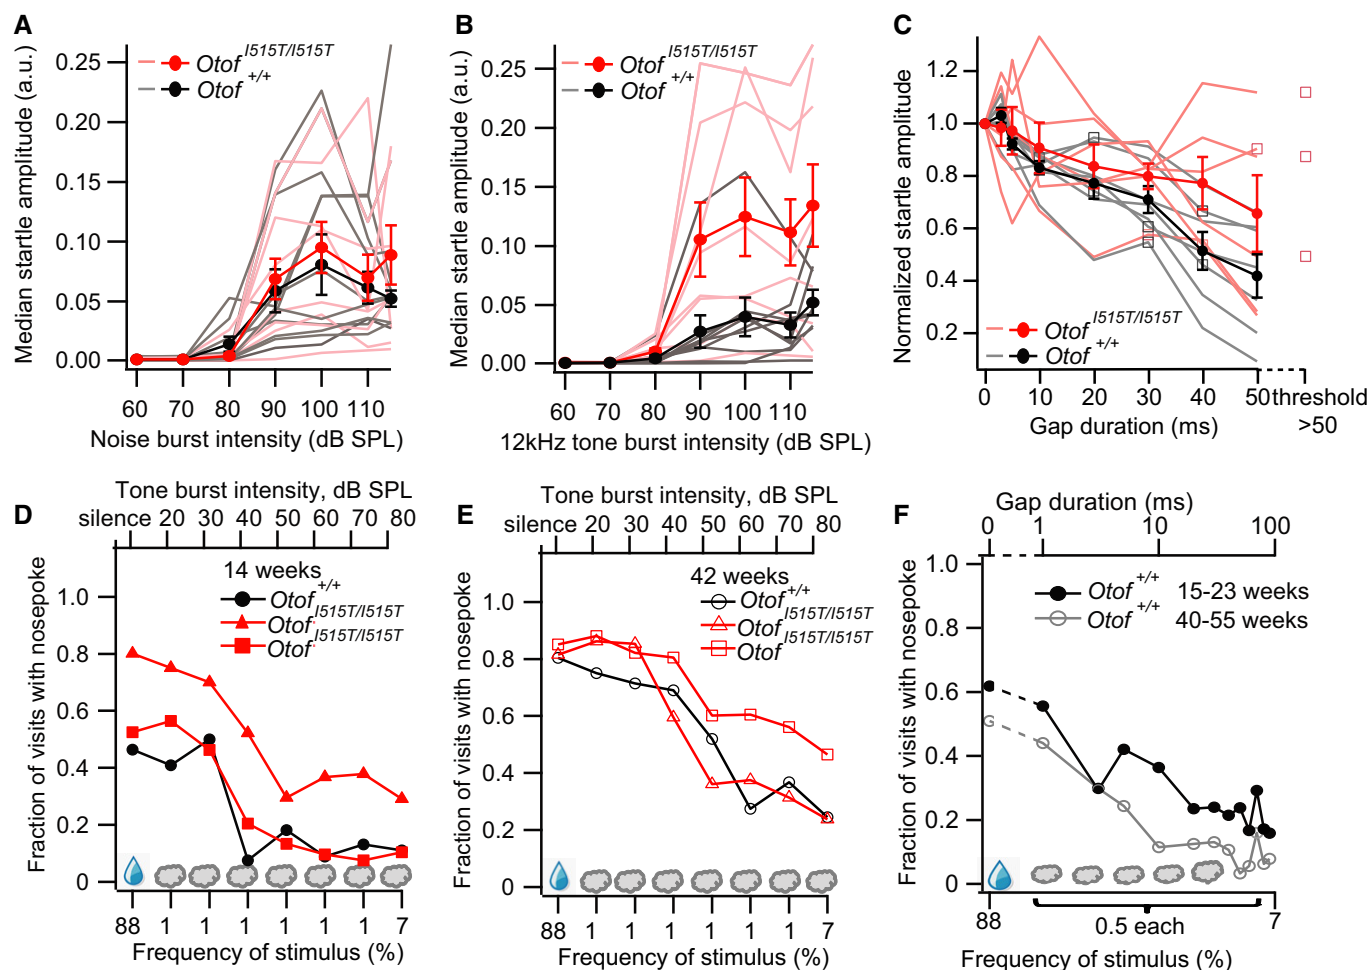 A
Median startle amplitude (a.u.)
0.25
0.20
0.15
0.10
0.05
0.00
Otof I515T/I515T
Otof +/+
60 70 80 90 100 110
Noise burst intensity (dB SPL)
B
Median startle amplitude (a.u.)
0.25
0.20
0.15
0.10
0.05
0.00
Otof I515T/I515T
Otof +/+
60 70 80 90 100 110
12kHz tone burst intensity (dB SPL)
C
Normalized startle amplitude
1.2
1.0
0.8
0.6
0.4
0.2
Otof I515T/I515T
Otof +/+
0 10 20 30 40 50 threshold
>50
Gap duration (ms)
D
Tone burst intensity, dB SPL
silence 20 30 40 50 60 70 80
14 weeks
Otof +/+
Otof I515T/I515T
Otof I515T/I515T
Fraction of visits with nosepoke
1.0
0.8
0.6
0.4
0.2
0
88 1 1 1 1 1 1 7
Frequency of stimulus (%)
E
Tone burst intensity, dB SPL
silence 20 30 40 50 60 70 80
42 weeks
Otof +/+
Otof I515T/I515T
Otof I515T/I515T
Fraction of visits with nosepoke
1.0
0.8
0.6
0.4
0.2
0
88 1 1 1 1 1 1 7
Frequency of stimulus (%)
F
Gap duration (ms)
0 1 10 100
Otof +/+ 15-23 weeks
Otof +/+ 40-55 weeks
Fraction of visits with nosepoke
1.0
0.8
0.6
0.4
0.2
0
88 0.5 each 7
Frequency of stimulus (%)